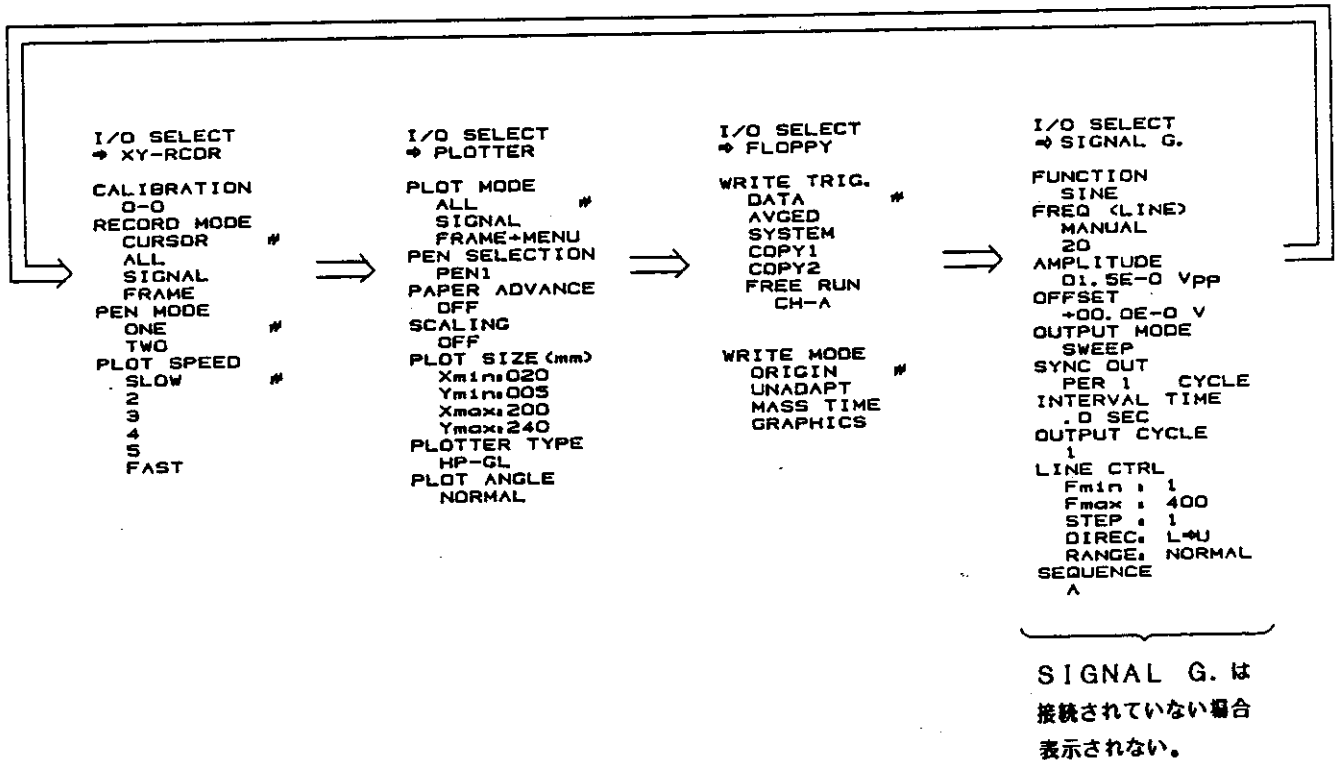 I/O SELECT
➔ XY-RCDR
CALIBRATION
0-0
RECORD MODE
CURSOR #
ALL
SIGNAL
FRAME
PEN MODE
ONE #
TWO
PLOT SPEED
SLOW #
2
3
4
5
FAST
I/O SELECT
➔ PLOTTER
PLOT MODE
ALL #
SIGNAL
FRAME+MENU
PEN SELECTION
PEN1
PAPER ADVANCE
OFF
SCALING
OFF
PLOT SIZE(mm)
Xmin:020
Ymin:005
Xmax:200
Ymax:240
PLOTTER TYPE
HP-GL
PLOT ANGLE
NORMAL
I/O SELECT
➔ FLOPPY
WRITE TRIG.
DATA #
AVGED
SYSTEM
COPY1
COPY2
FREE RUN
CH-A
WRITE MODE
ORIGIN #
UNADAPT
MASS TIME
GRAPHICS
I/O SELECT
➔ SIGNAL G.
FUNCTION
SINE
FREQ (LINE)
MANUAL
20
AMPLITUDE
01.5E-0 Vpp
OFFSET
+00.0E-0 V
OUTPUT MODE
SWEEP
SYNC OUT
PER 1 CYCLE
INTERVAL TIME
.0 SEC
OUTPUT CYCLE
1
LINE CTRL
Fmin : 1
Fmax : 400
STEP : 1
DIREC: L➔U
RANGE: NORMAL
SEQUENCE
A
SIGNAL G.は
接続されていない場合
表示されない。